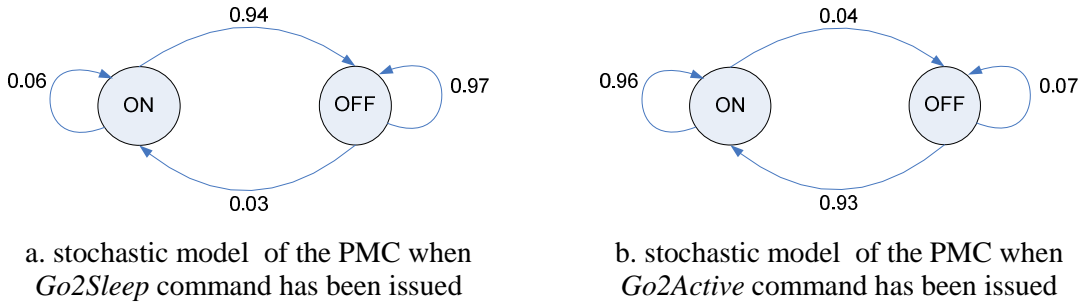 0.94
0.06
ON
OFF
0.97
0.03
a. stochastic model of the PMC when
Go2Sleep command has been issued
0.04
0.96
ON
OFF
0.07
0.93
b. stochastic model of the PMC when
Go2Active command has been issued